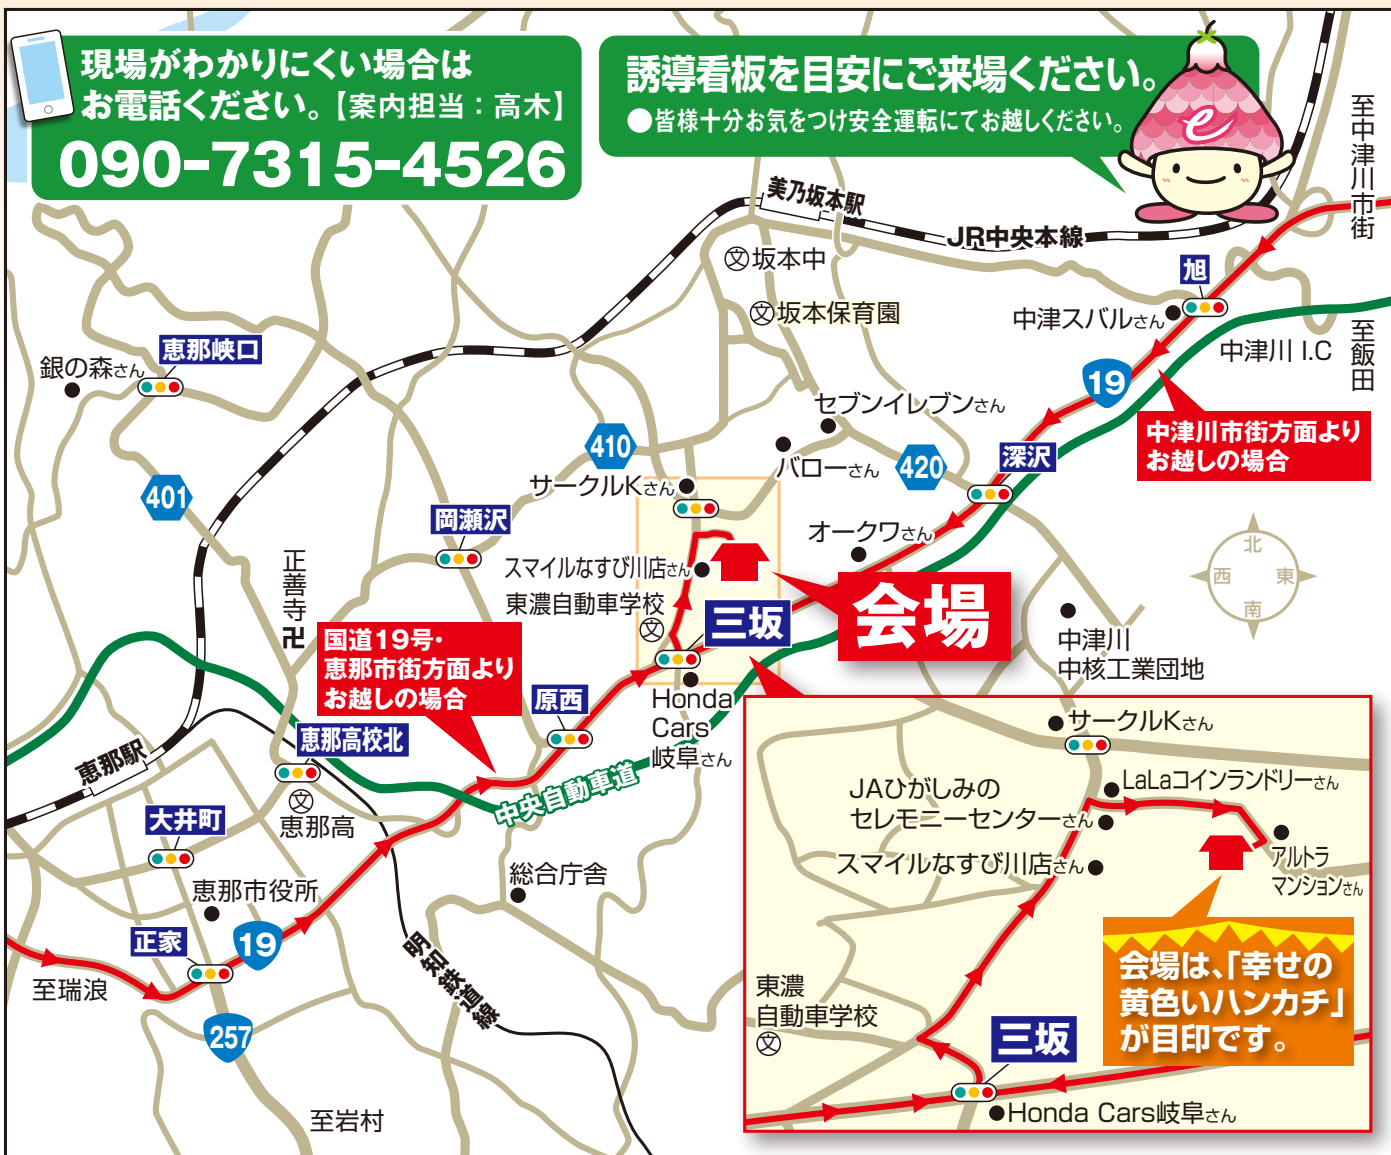 現場がわかりにくい場合は
お電話ください。【案内担当：高木】
090-7315-4526
誘導看板を目安にご来場ください。
●皆様十分お気をつけ安全運転にてお越しください。
e
至中津川市街
美乃坂本駅
JR中央本線
文坂本中
旭
文坂本保育園
中津スバルさん
至飯田
中津川 I.C
恵那峡口
銀の森さん
19
セブンイレブンさん
中津川市街方面より
お越しの場合
410
深沢
バローさん
420
401
サークルKさん
岡瀬沢
オークワさん
北
西
東
南
正善寺
卍
スマイルなすび川店さん
東濃自動車学校
文
会場
三坂
国道19号・
恵那市街方面より
お越しの場合
中津川
中核工業団地
原西
Honda
Cars
岐阜さん
恵那高校北
恵那駅
中央自動車道
文
恵那高
大井町
総合庁舎
恵那市役所
正家
19
明知鉄道線
至瑞浪
257
至岩村
サークルKさん
LaLaコインランドリーさん
JAひがしみの
セレモニーセンターさん
スマイルなすび川店さん
アルトラ
マンションさん
会場は、「幸せの
黄色いハンカチ」
が目印です。
東濃
自動車学校
文
三坂
Honda Cars岐阜さん